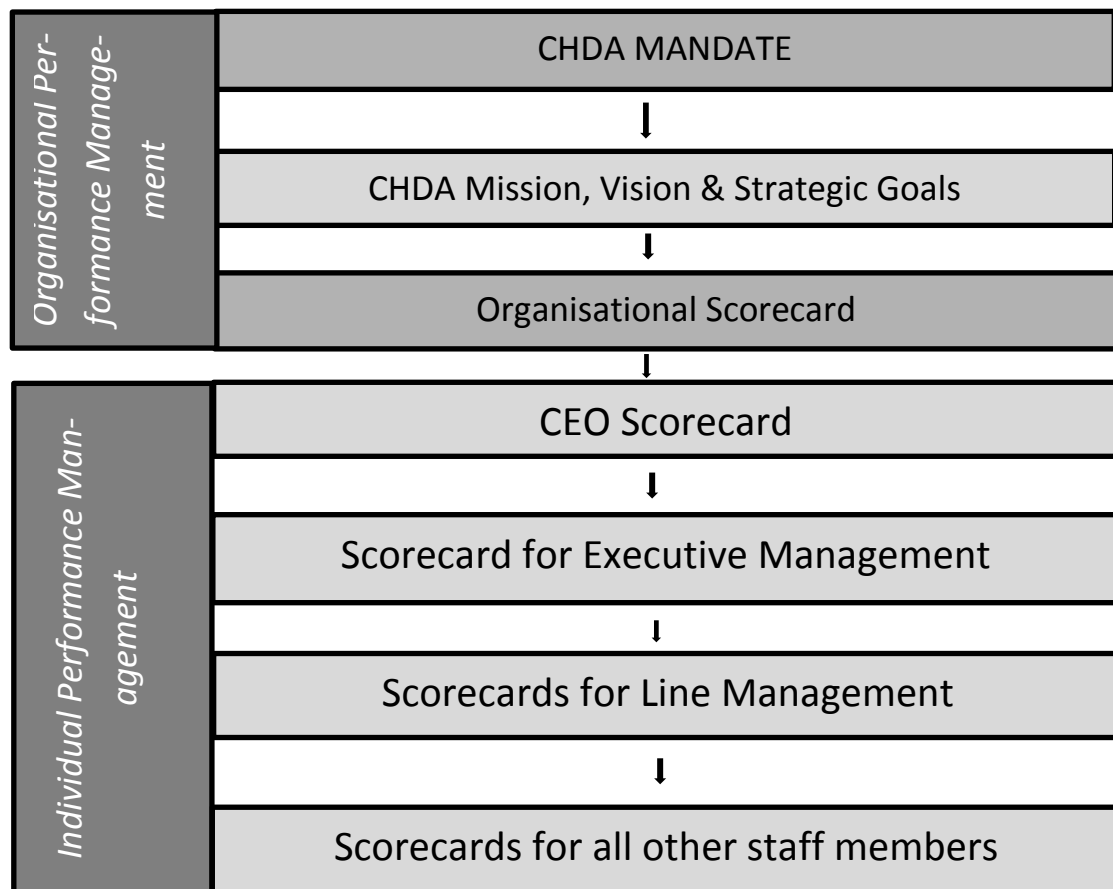 Organisational Per-
formance Manage-
ment
CHDA MANDATE
CHDA Mission, Vision & Strategic Goals
Organisational Scorecard
Individual Performance Man-
agement
CEO Scorecard
Scorecard for Executive Management
Scorecards for Line Management
Scorecards for all other staff members